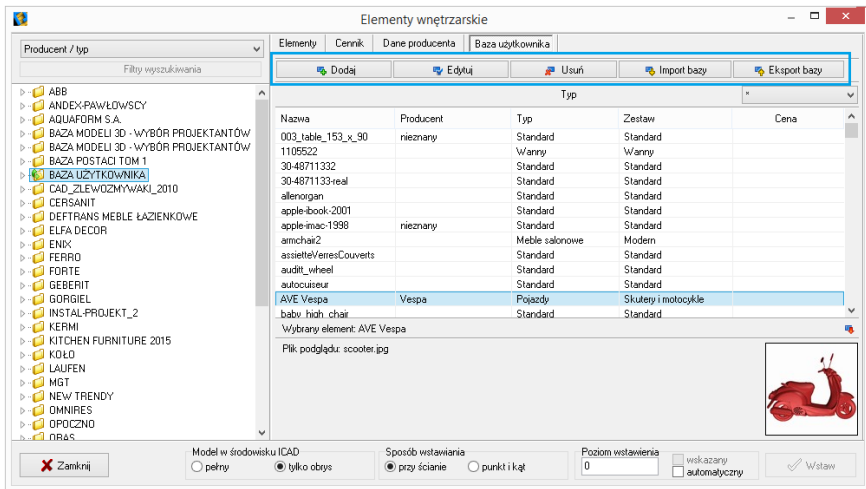 Elementy wnętrzarskie
Producent / typ
Filtry wyszukiwania
ABB
ANDEX-PAWŁOWSCY
AQUAFORM S.A.
BAZA MODELI 3D - WYBÓR PROJEKTANTÓW
BAZA MODELI 3D - WYBÓR PROJEKTANTÓW
BAZA POSTACI TOM 1
BAZA UŻYTKOWNIKA
CAD_ZLEWOZMYWAKI_2010
CERSANIT
DEFTRANS MEBLE ŁAZIENKOWE
ELFA DECOR
ENIX
FERRO
FORTE
GEBERIT
GORGIEL
INSTAL-PROJEKT_2
KERMI
KITCHEN FURNITURE 2015
KOŁO
LAUFEN
MGT
NEW TRENDY
OMNIRES
OPOCZNO
ORAS
Elementy Cennik Dane producenta Baza użytkownika
Dodaj Edytuj Usuń Import bazy Eksport bazy
Typ *
Nazwa Producent Typ Zestaw Cena
003_table_153_x_90 nieznany Standard Standard
1105522 Wanny Wanny
30-48711332 Standard Standard
30-4871133-real Standard Standard
allenorgan Standard Standard
apple-ibook-2001 Standard Standard
apple-imac-1998 nieznany Standard Standard
armchair2 Meble salonowe Modern
assietteVerresCouverts Standard Standard
auditt_wheel Standard Standard
autocuiseur Standard Standard
AVE Vespa Vespa Pojazdy Skutery i motocykle
baby_high_chair Standard Standard
Wybrany element: AVE Vespa
Plik podglądu: scooter.jpg
Zamknij
Model w środowisku ICAD
pełny tylko obrys
Sposób wstawiania
przy ścianie punkt i kąt
Poziom wstawienia
0
wskazany
automatyczny
Wstaw